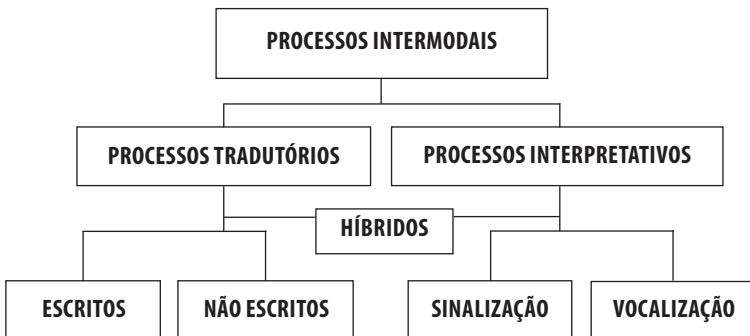 PROCESSOS INTERMODAIS
PROCESSOS TRADUTÓRIOS
PROCESSOS INTERPRETATIVOS
HÍBRIDOS
ESCRITOS
NÃO ESCRITOS
SINALIZAÇÃO
VOCALIZAÇÃO